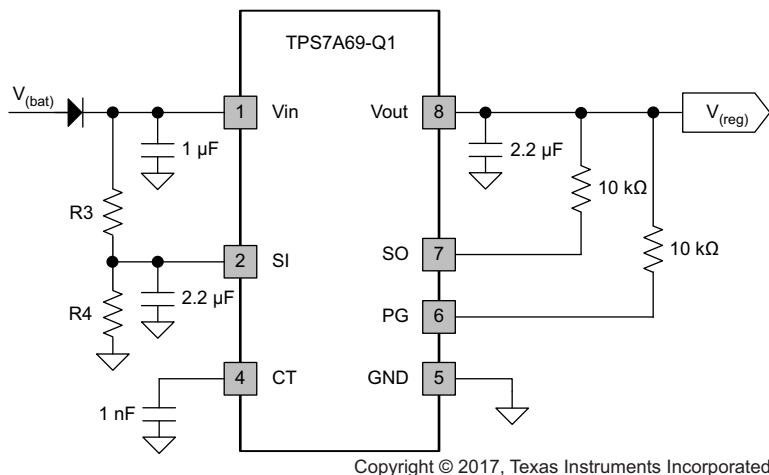 TPS7A69-Q1
V(bat)
1
Vin
Vout
8
V(reg)
1 µF
2.2 µF
10 kΩ
R3
10 kΩ
2
SI
SO
7
2.2 µF
R4
PG
6
4
CT
GND
5
1 nF
Copyright © 2017, Texas Instruments Incorporated